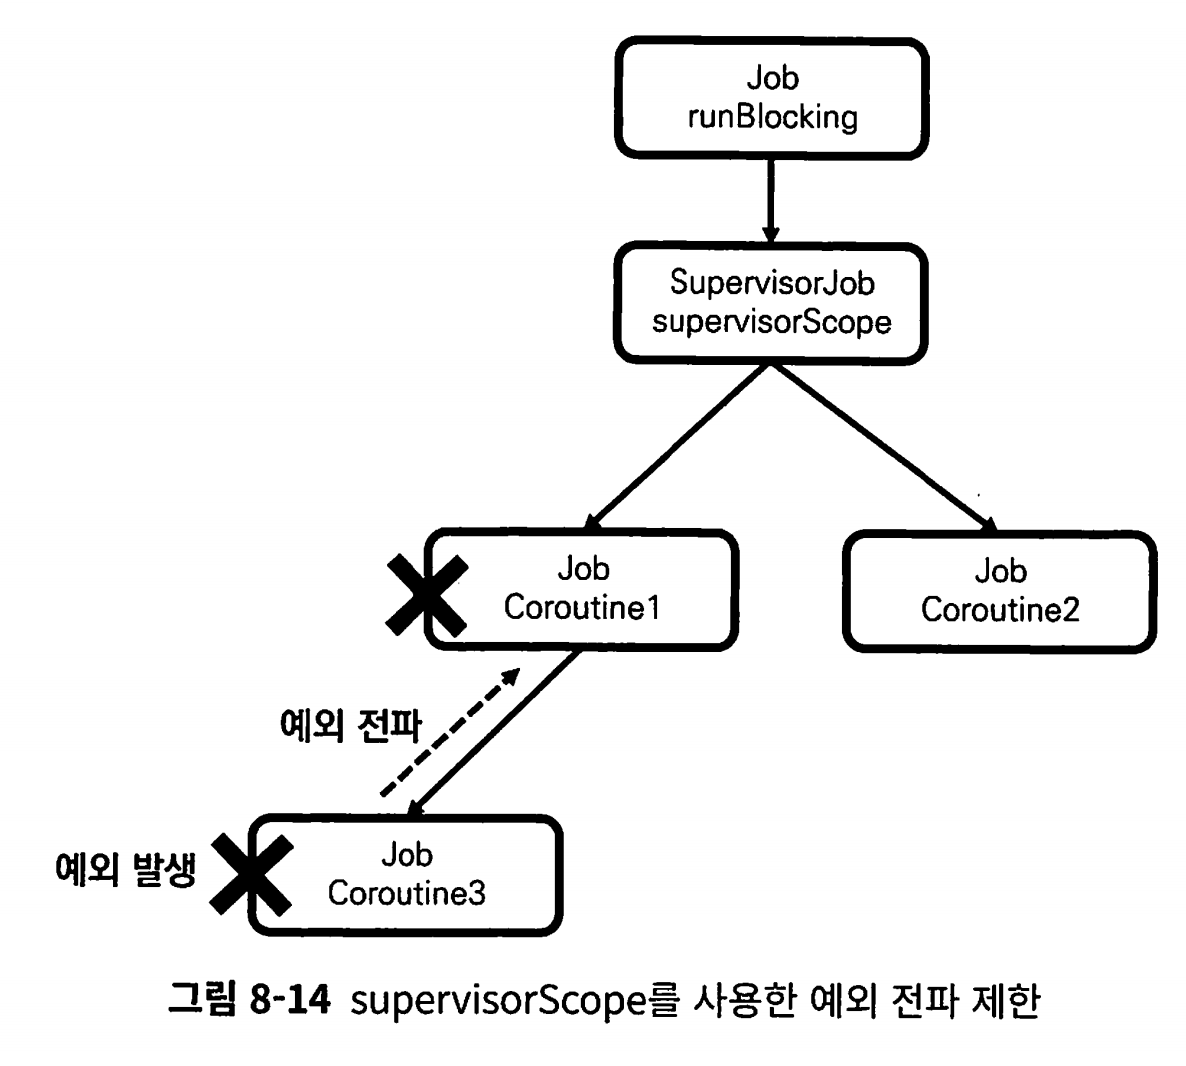 Job
runBlocking
SupervisorJob
supervisorScope
Job
Coroutine1
Job
Coroutine2
예외 전파
예외 발생
Job
Coroutine3
그림 8-14 supervisorScope를 사용한 예외 전파 제한